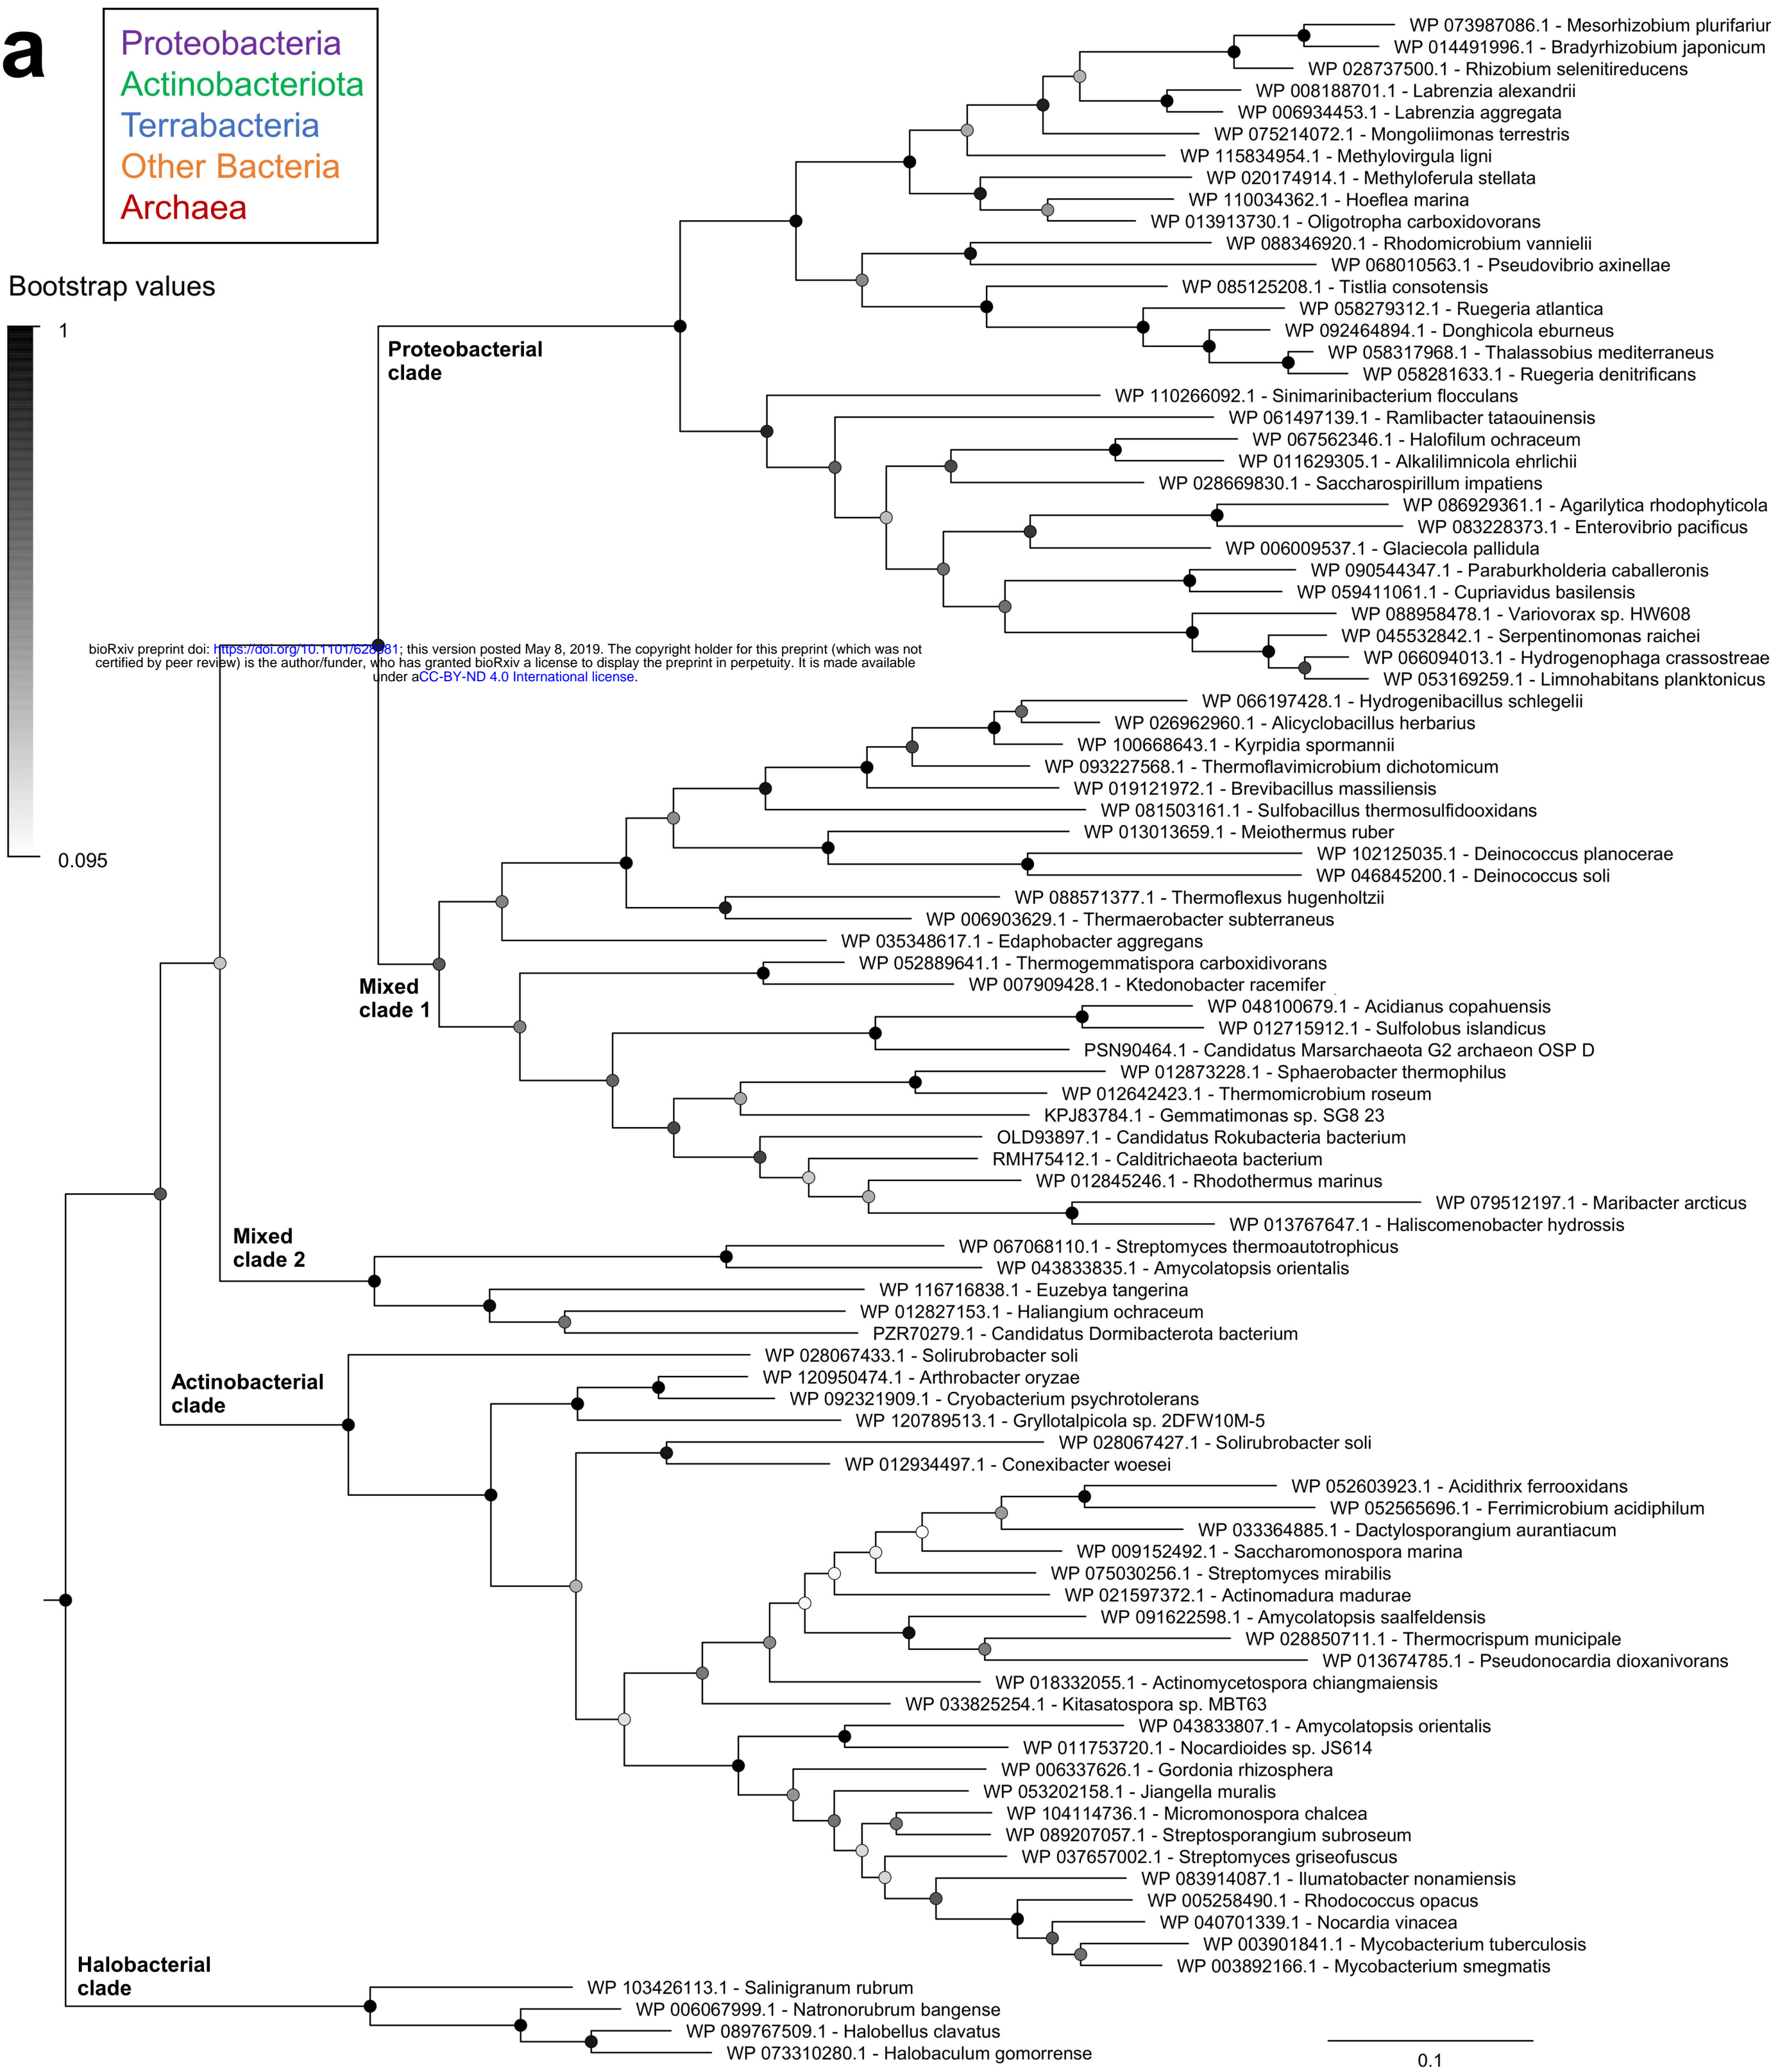 a
Proteobacteria
Actinobacteriota
Terrabacteria
Other Bacteria
Archaea
Bootstrap values
1
0.095
WP 073987086.1 - Mesorhizobium plurifariur
WP 014491996.1 - Bradyrhizobium japonicum
WP 028737500.1 - Rhizobium selenitireducens
WP 008188701.1 - Labrenzia alexandrii
WP 006934453.1 - Labrenzia aggregata
WP 075214072.1 - Mongoliimonas terrestris
WP 115834954.1 - Methylovirgula ligni
WP 020174914.1 - Methyloferula stellata
WP 110034362.1 - Hoeflea marina
WP 013913730.1 - Oligotropha carboxidovorans
WP 088346920.1 - Rhodomicrobium vannielii
WP 068010563.1 - Pseudovibrio axinellae
WP 085125208.1 - Tistlia consotensis
WP 058279312.1 - Ruegeria atlantica
WP 092464894.1 - Donghicola eburneus
WP 058317968.1 - Thalassobius mediterraneus
WP 058281633.1 - Ruegeria denitrificans
Proteobacterial
clade
WP 110266092.1 - Sinimarinibacterium flocculans
WP 061497139.1 - Ramlibacter tataouinensis
WP 067562346.1 - Halofilum ochraceum
WP 011629305.1 - Alkalilimnicola ehrlichii
WP 028669830.1 - Saccharospirillum impatiens
WP 086929361.1 - Agarilytica rhodophyticola
WP 083228373.1 - Enterovibrio pacificus
WP 006009537.1 - Glaciecola pallidula
WP 090544347.1 - Paraburkholderia caballeronis
WP 059411061.1 - Cupriavidus basilensis
WP 088958478.1 - Variovorax sp. HW608
WP 045532842.1 - Serpentinomonas raichei
WP 066094013.1 - Hydrogenophaga crassostreae
WP 053169259.1 - Limnohabitans planktonicus
bioRxiv preprint doi: https://doi.org/10.1101/628081; this version posted May 8, 2019. The copyright holder for this preprint (which was not
certified by peer review) is the author/funder, who has granted bioRxiv a license to display the preprint in perpetuity. It is made available
under aCC-BY-ND 4.0 International license.
WP 066197428.1 - Hydrogenibacillus schlegelii
WP 026962960.1 - Alicyclobacillus herbarius
WP 100668643.1 - Kyrpidia spormannii
WP 093227568.1 - Thermoflavimicrobium dichotomicum
WP 019121972.1 - Brevibacillus massiliensis
WP 081503161.1 - Sulfobacillus thermosulfidooxidans
WP 013013659.1 - Meiothermus ruber
WP 102125035.1 - Deinococcus planocerae
WP 046845200.1 - Deinococcus soli
WP 088571377.1 - Thermoflexus hugenholtzii
WP 006903629.1 - Thermaerobacter subterraneus
WP 035348617.1 - Edaphobacter aggregans
Mixed
clade 1
WP 052889641.1 - Thermogemmatispora carboxidivorans
WP 007909428.1 - Ktedonobacter racemifer
WP 048100679.1 - Acidianus copahuensis
WP 012715912.1 - Sulfolobus islandicus
PSN90464.1 - Candidatus Marsarchaeota G2 archaeon OSP D
WP 012873228.1 - Sphaerobacter thermophilus
WP 012642423.1 - Thermomicrobium roseum
KPJ83784.1 - Gemmatimonas sp. SG8 23
OLD93897.1 - Candidatus Rokubacteria bacterium
RMH75412.1 - Calditrichaeota bacterium
WP 012845246.1 - Rhodothermus marinus
WP 079512197.1 - Maribacter arcticus
WP 013767647.1 - Haliscomenobacter hydrossis
Mixed
clade 2
WP 067068110.1 - Streptomyces thermoautotrophicus
WP 043833835.1 - Amycolatopsis orientalis
WP 116716838.1 - Euzebya tangerina
WP 012827153.1 - Haliangium ochraceum
PZR70279.1 - Candidatus Dormibacterota bacterium
Actinobacterial
clade
WP 028067433.1 - Solirubrobacter soli
WP 120950474.1 - Arthrobacter oryzae
WP 092321909.1 - Cryobacterium psychrotolerans
WP 120789513.1 - Gryllotalpicola sp. 2DFW10M-5
WP 028067427.1 - Solirubrobacter soli
WP 012934497.1 - Conexibacter woesei
WP 052603923.1 - Acidithrix ferrooxidans
WP 052565696.1 - Ferrimicrobium acidiphilum
WP 033364885.1 - Dactylosporangium aurantiacum
WP 009152492.1 - Saccharomonospora marina
WP 075030256.1 - Streptomyces mirabilis
WP 021597372.1 - Actinomadura madurae
WP 091622598.1 - Amycolatopsis saalfeldensis
WP 028850711.1 - Thermocrispum municipale
WP 013674785.1 - Pseudonocardia dioxanivorans
WP 018332055.1 - Actinomycetospora chiangmaiensis
WP 033825254.1 - Kitasatospora sp. MBT63
WP 043833807.1 - Amycolatopsis orientalis
WP 011753720.1 - Nocardioides sp. JS614
WP 006337626.1 - Gordonia rhizosphera
WP 053202158.1 - Jiangella muralis
WP 104114736.1 - Micromonospora chalcea
WP 089207057.1 - Streptosporangium subroseum
WP 037657002.1 - Streptomyces griseofuscus
WP 083914087.1 - Ilumatobacter nonamiensis
WP 005258490.1 - Rhodococcus opacus
WP 040701339.1 - Nocardia vinacea
WP 003901841.1 - Mycobacterium tuberculosis
WP 003892166.1 - Mycobacterium smegmatis
Halobacterial
clade
WP 103426113.1 - Salinigranum rubrum
WP 006067999.1 - Natronorubrum bangense
WP 089767509.1 - Halobellus clavatus
WP 073310280.1 - Halobaculum gomorrense
0.1